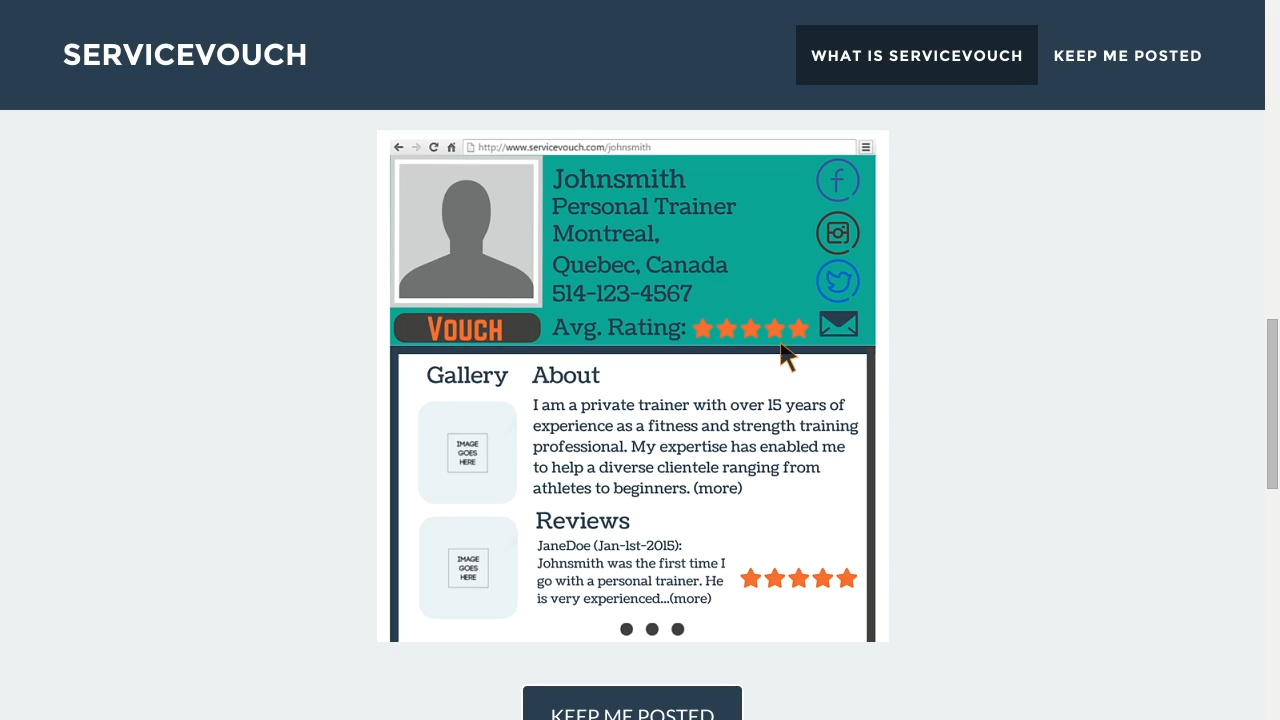 SERVICEVOUCH
WHAT IS SERVICEVOUCH
KEEP ME POSTED
http://www.servicevouch.com/johnsmith
Johnsmith
Personal Trainer
Montreal,
Quebec, Canada
514-123-4567
VOUCH
Avg. Rating:
Gallery
About
I am a private trainer with over 15 years of
experience as a fitness and strength training
professional. My expertise has enabled me
to help a diverse clientele ranging from
athletes to beginners. (more)
IMAGE
GOES
HERE
Reviews
JaneDoe (Jan-1st-2015):
Johnsmith was the first time I
go with a personal trainer. He
is very experienced...(more)
IMAGE
GOES
HERE
KEEP ME POSTED